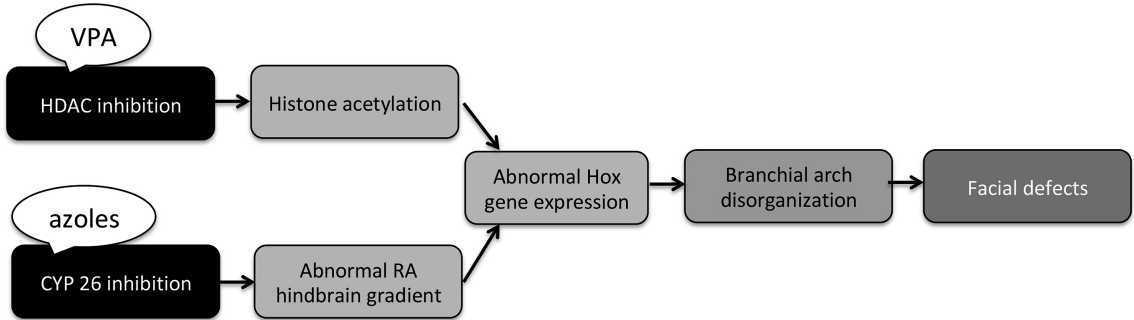 VPA
HDAC inhibition
Histone acetylation
azoles
CYP 26 inhibition
Abnormal RA
hindbrain gradient
Abnormal Hox
gene expression
Branchial arch
disorganization
Facial defects